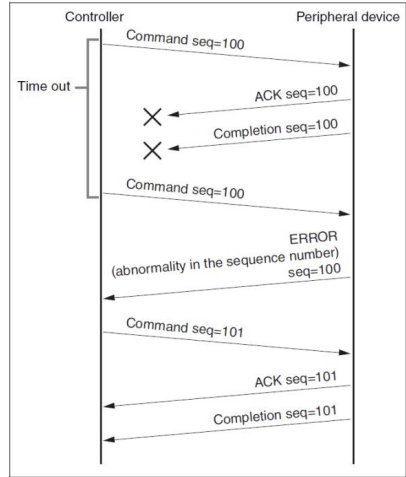 Controller
Peripheral device
Command seq=100
Time out
ACK seq=100
Completion seq=100
Command seq=100
ERROR
(abnormality in the sequence number)
seq=100
Command seq=101
ACK seq=101
Completion seq=101